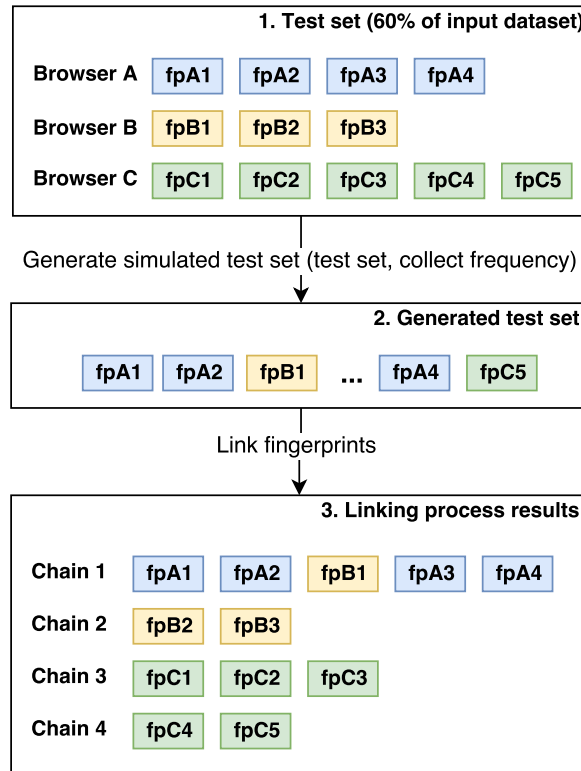 1. Test set (60% of input dataset)
Browser A fpA1 fpA2 fpA3 fpA4
Browser B fpB1 fpB2 fpB3
Browser C fpC1 fpC2 fpC3 fpC4 fpC5
Generate simulated test set (test set, collect frequency)
2. Generated test set
fpA1 fpA2 fpB1 ... fpA4 fpC5
Link fingerprints
3. Linking process results
Chain 1 fpA1 fpA2 fpB1 fpA3 fpA4
Chain 2 fpB2 fpB3
Chain 3 fpC1 fpC2 fpC3
Chain 4 fpC4 fpC5